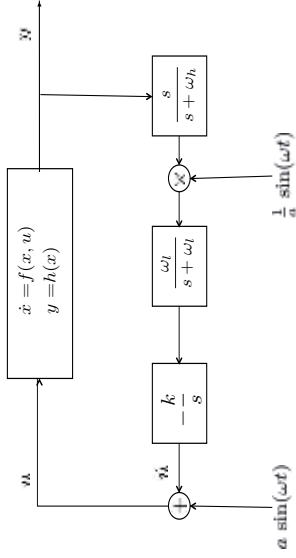 u
ẋ = f(x, u)
y = h(x)
y
+
−k/s
ω_l/(s + ω_l)
×
s/(s + ω_h)
a sin(ωt)
1/a sin(ωt)